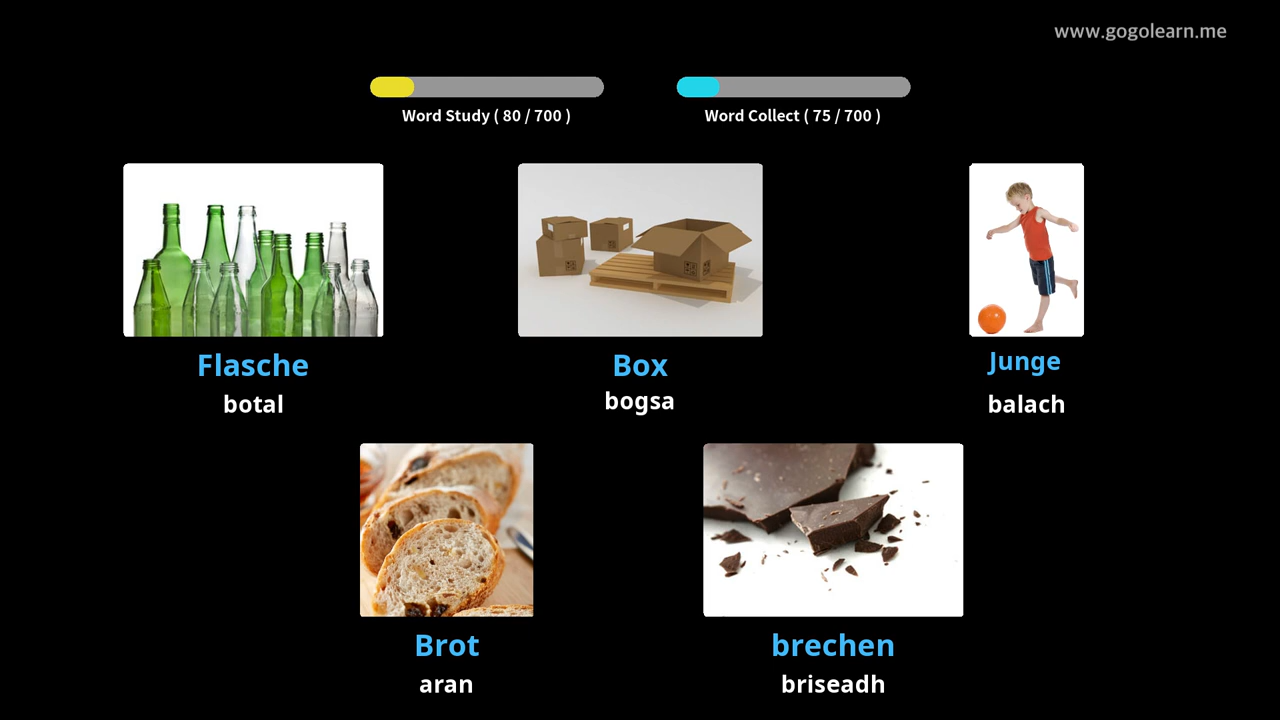 www.gogolearn.me
Word Study ( 80 / 700 )
Word Collect ( 75 / 700 )
Flasche
botal
Box
bogsa
Junge
balach
Brot
aran
brechen
briseadh